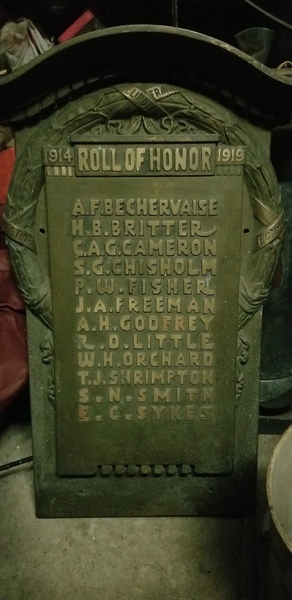 1914 ROLL OF HONOR 1919
A.F. BECHERVAISE
H.B. BRITTER
C.A.G. CAMERON
S.G. CHISHOLM
P.W. FISHER
J.A. FREEMAN
A.H. GODFREY
R.D. LITTLE
W.H. ORCHARD
T.J. SHRIMPTON
S.N. SMITH
E.C. SYKES